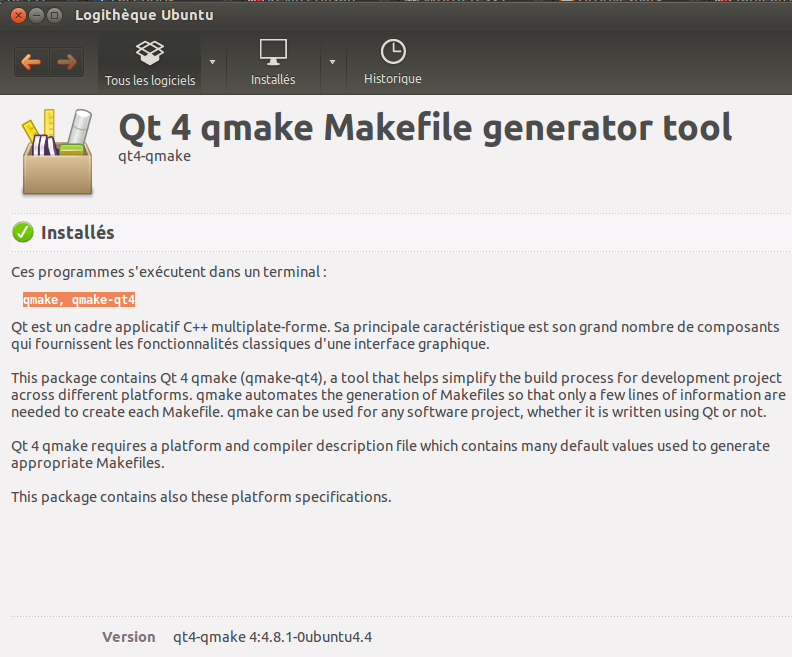 Logithèque Ubuntu
Tous les logiciels
Installés
Historique
Qt 4 qmake Makefile generator tool
qt4-qmake
Installés
Ces programmes s'exécutent dans un terminal :
qmake, qmake-qt4
Qt est un cadre applicatif C++ multiplate-forme. Sa principale caractéristique est son grand nombre de composants
qui fournissent les fonctionnalités classiques d'une interface graphique.
This package contains Qt 4 qmake (qmake-qt4), a tool that helps simplify the build process for development project
across different platforms. qmake automates the generation of Makefiles so that only a few lines of information are
needed to create each Makefile. qmake can be used for any software project, whether it is written using Qt or not.
Qt 4 qmake requires a platform and compiler description file which contains many default values used to generate
appropriate Makefiles.
This package contains also these platform specifications.
Version qt4-qmake 4:4.8.1-0ubuntu4.4